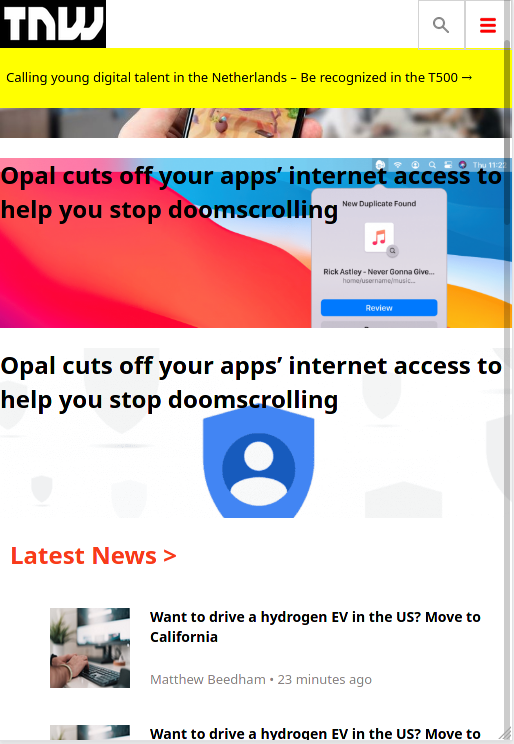 TNW
Calling young digital talent in the Netherlands – Be recognized in the T500 →
Thu 11:22
Opal cuts off your apps’ internet access to
help you stop doomscrolling
New Duplicate Found
Rick Astley - Never Gonna Give...
home/username/music...
Review
Opal cuts off your apps’ internet access to
help you stop doomscrolling
Latest News >
Want to drive a hydrogen EV in the US? Move to
California
Matthew Beedham • 23 minutes ago
Want to drive a hydrogen EV in the US? Move to